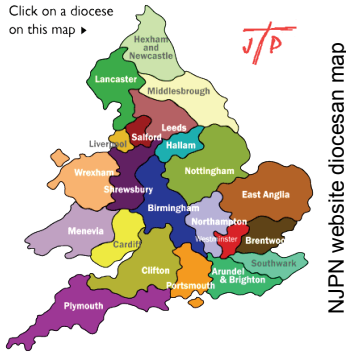 Click on a diocese
on this map
JTP
Hexham
and
Newcastle
Lancaster
Middlesbrough
Leeds
Salford
Liverpool
Hallam
Wrexham
Nottingham
Shrewsbury
East Anglia
Birmingham
Northampton
Menevia
Westminster
Brentwood
Cardiff
Southwark
Clifton
Arundel
& Brighton
Portsmouth
Plymouth
NJPN website diocesan map